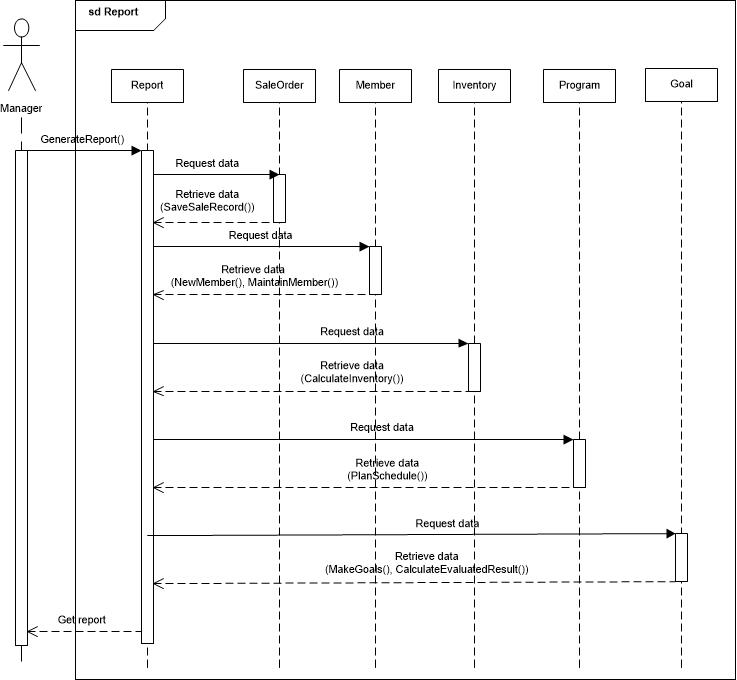 sd Report
Manager
Report
SaleOrder
Member
Inventory
Program
Goal
GenerateReport()
Request data
Retrieve data
(SaveSaleRecord())
Request data
Retrieve data
(NewMember(), MaintainMember())
Request data
Retrieve data
(CalculateInventory())
Request data
Retrieve data
(PlanSchedule())
Request data
Retrieve data
(MakeGoals(), CalculateEvaluatedResult())
Get report